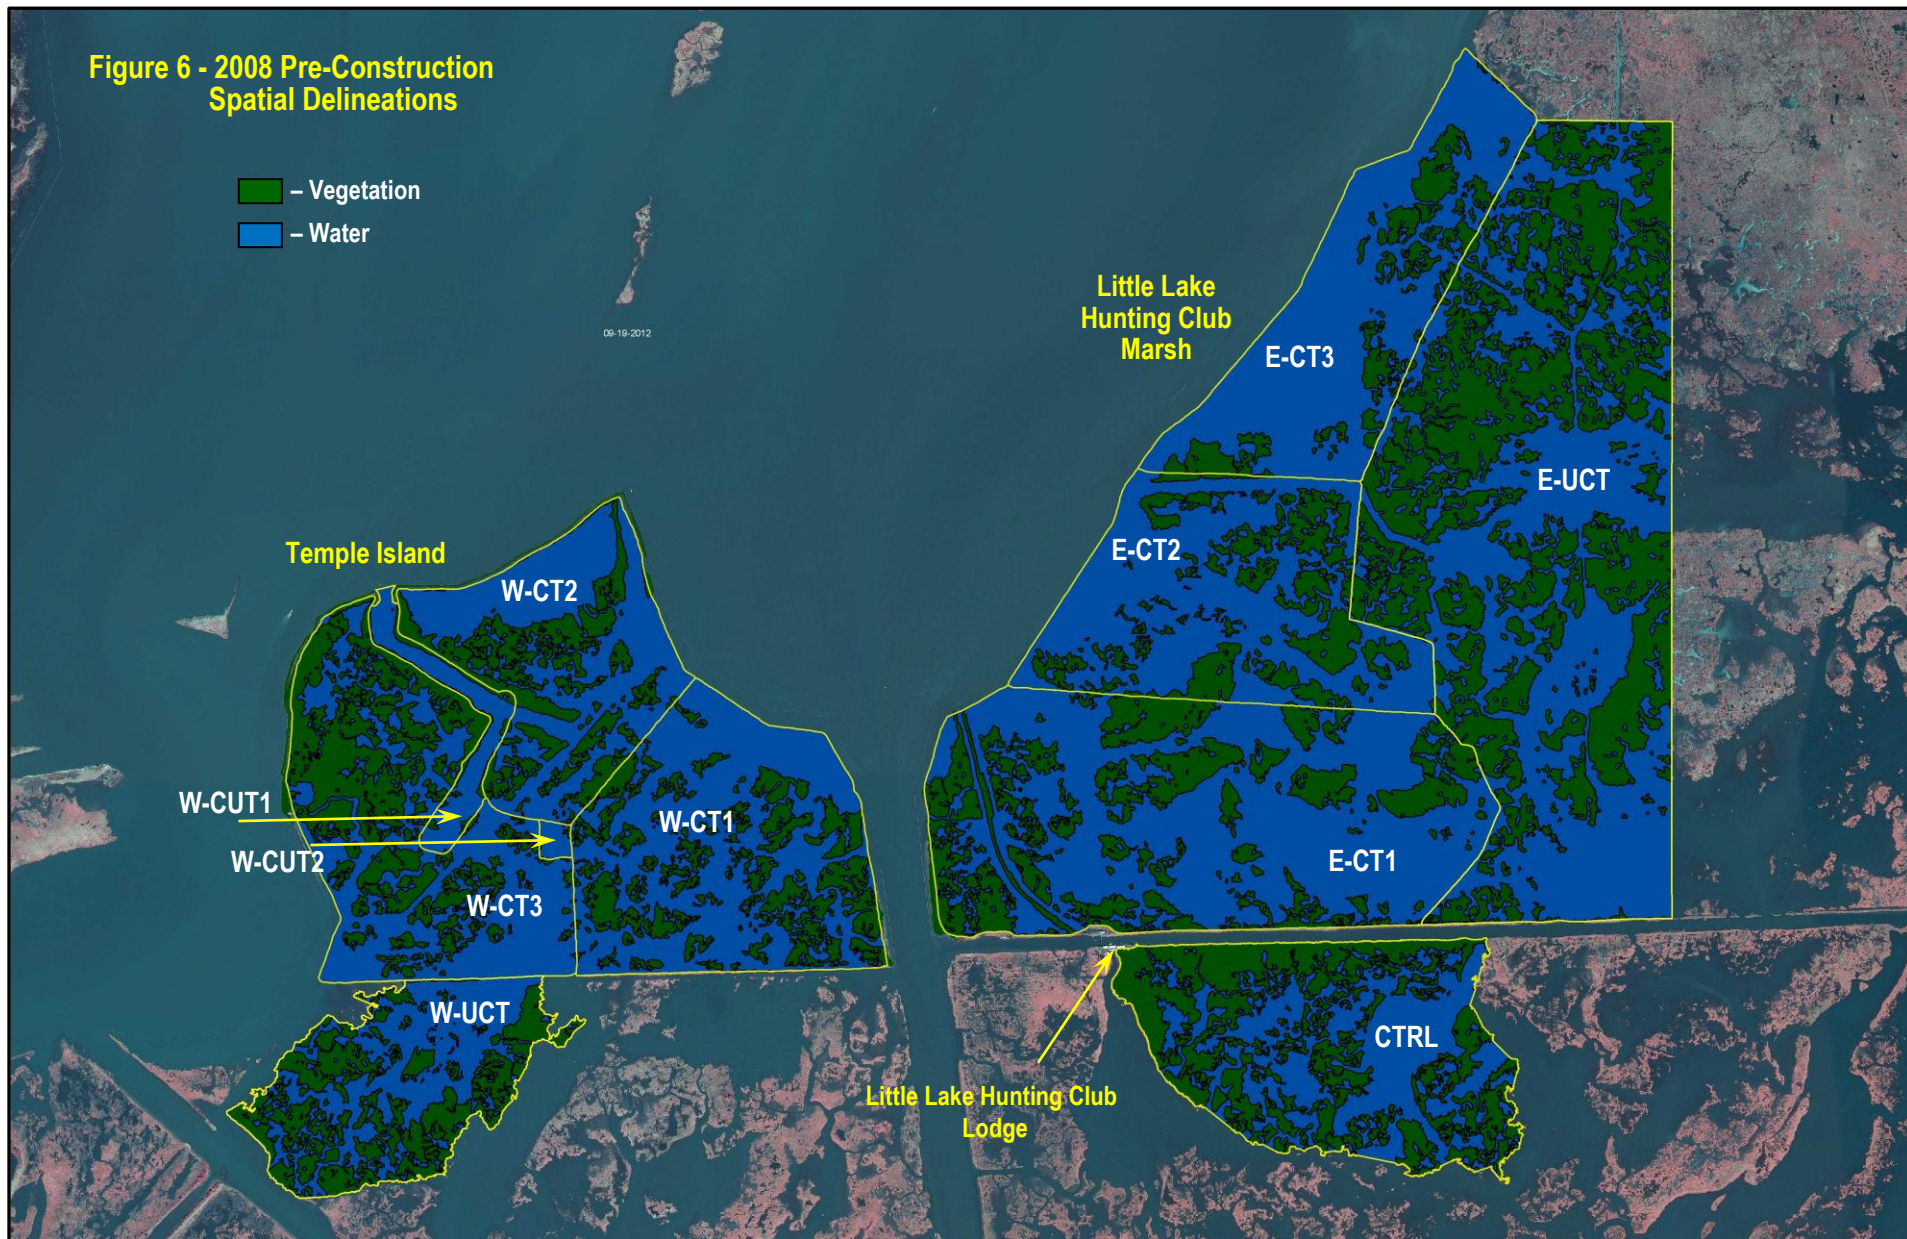 Figure 6 - 2008 Pre-Construction
Spatial Delineations
– Vegetation
– Water
09-19-2012
Little Lake
Hunting Club
Marsh
E-CT3
E-UCT
E-CT2
Temple Island
W-CT2
W-CUT1
W-CT1
W-CUT2
E-CT1
W-CT3
W-UCT
CTRL
Little Lake Hunting Club
Lodge